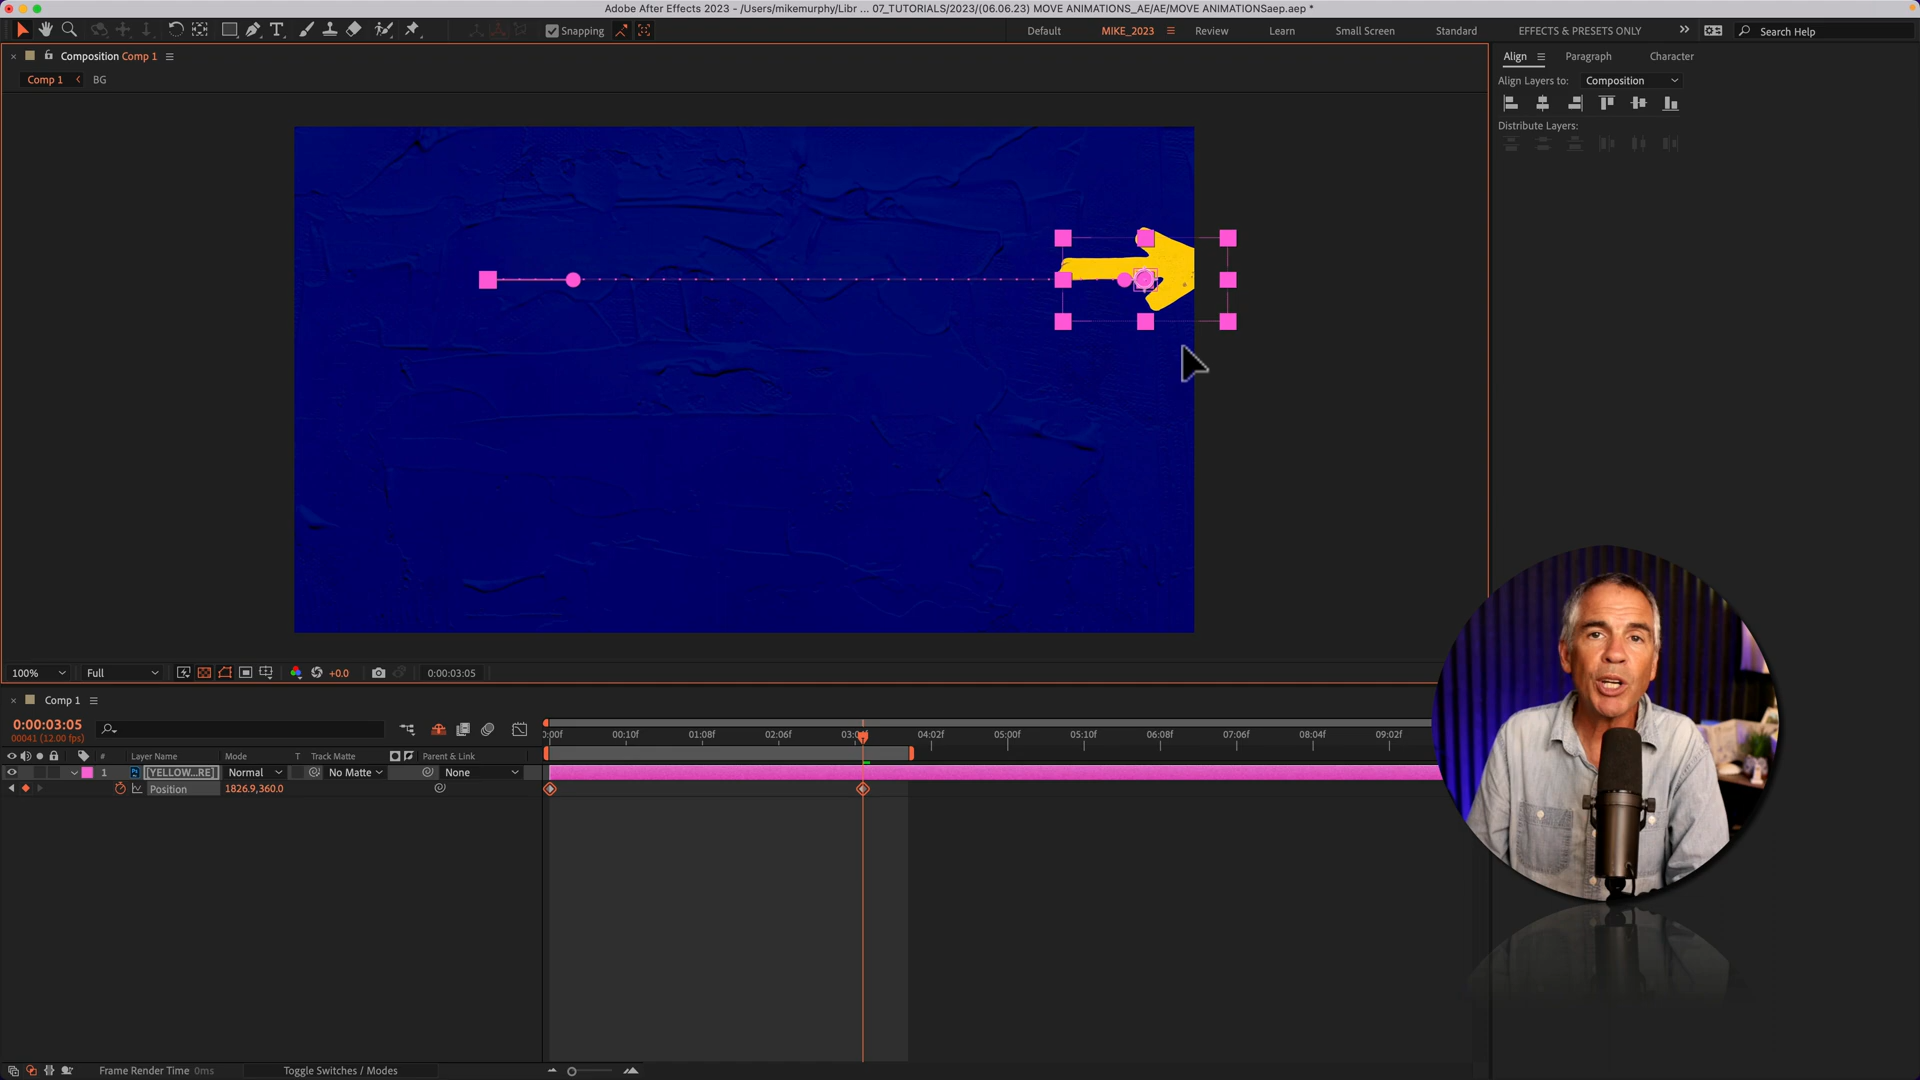 Adobe After Effects 2023 - /Users/mikemurphy/Libr ... 07_TUTORIALS/2023/(06.06.23) MOVE ANIMATIONS_AE/AE/MOVE ANIMATIONSaep.aep *
Snapping
Default
MIKE_2023
Review
Learn
Small Screen
Standard
EFFECTS & PRESETS ONLY
Search Help
Composition Comp 1
Comp 1
BG
Align
Paragraph
Character
Align Layers to:
Composition
Distribute Layers:
100%
Full
+0.0
0:00:03:05
Comp 1
0:00:03:05
00041 (12.00 fps)
00:10f
01:08f
02:06f
04:02f
05:00f
05:10f
06:08f
07:06f
08:04f
09:02f
#
Layer Name
Mode
T
Track Matte
Parent & Link
1
[YELLOW...RE]
Normal
No Matte
None
Position
1826.9,360.0
Frame Render Time 0ms
Toggle Switches / Modes